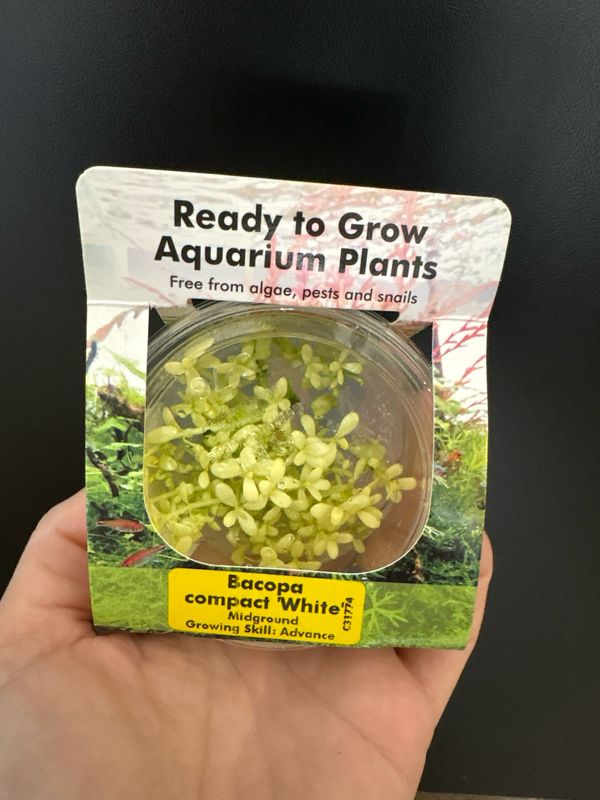 Ready to Grow
Aquarium Plants
Free from algae, pests and snails
Bacopa
compact 'White'
Midground
Growing Skill: Advance
C31774